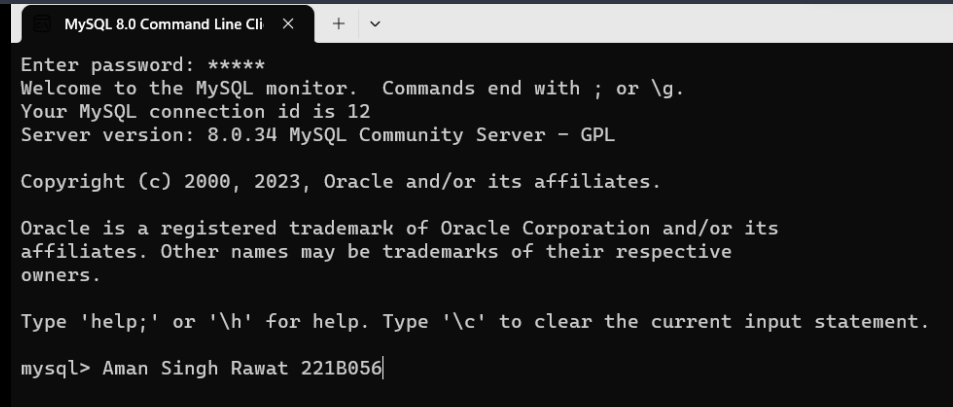 MySQL 8.0 Command Line Cli
Enter password: *****
Welcome to the MySQL monitor.  Commands end with ; or \g.
Your MySQL connection id is 12
Server version: 8.0.34 MySQL Community Server - GPL
Copyright (c) 2000, 2023, Oracle and/or its affiliates.
Oracle is a registered trademark of Oracle Corporation and/or its
affiliates. Other names may be trademarks of their respective
owners.
Type 'help;' or '\h' for help. Type '\c' to clear the current input statement.
mysql> Aman Singh Rawat 221B056